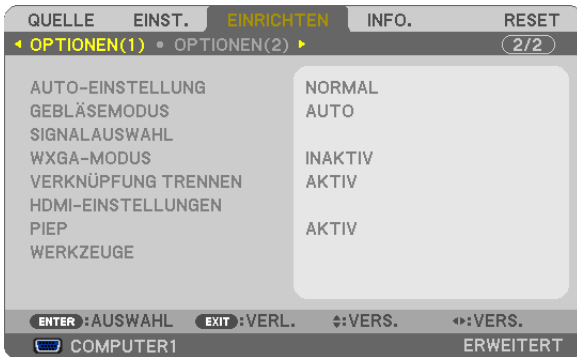 QUELLE EINST. EINRICHTEN INFO. RESET
OPTIONEN(1) • OPTIONEN(2) 2/2
AUTO-EINSTELLUNG NORMAL
GEBLÄSEMODUS AUTO
SIGNALAUSWAHL
WXGA-MODUS INAKTIV
VERKNÜPFUNG TRENNEN AKTIV
HDMI-EINSTELLUNGEN
PIEP AKTIV
WERKZEUGE
ENTER :AUSWAHL EXIT :VERL. :VERS. :VERS.
COMPUTER1 ERWEITERT